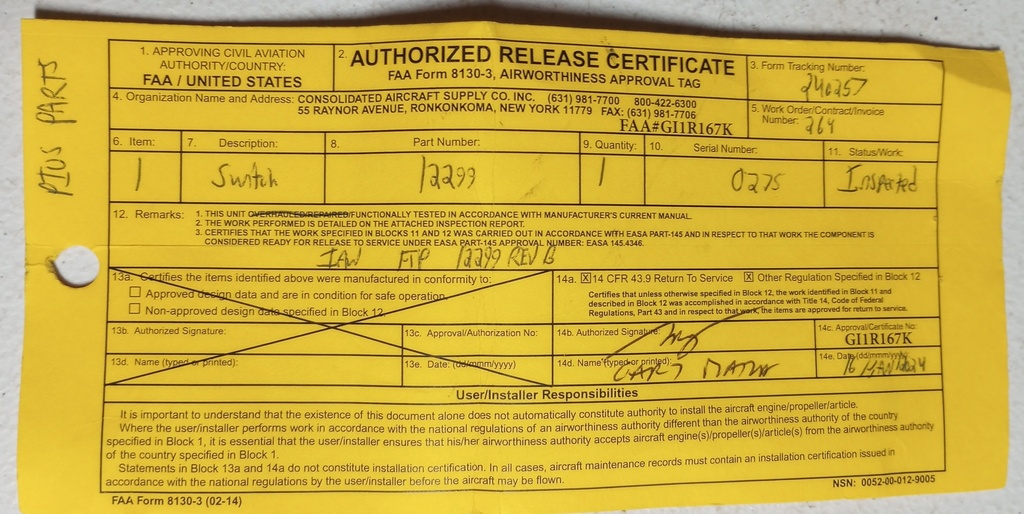 PIUS PARTS
1. APPROVING CIVIL AVIATION
AUTHORITY/COUNTRY:
FAA / UNITED STATES
2. AUTHORIZED RELEASE CERTIFICATE
FAA Form 8130-3, AIRWORTHINESS APPROVAL TAG
3. Form Tracking Number:
240257
4. Organization Name and Address: CONSOLIDATED AIRCRAFT SUPPLY CO. INC. (631) 981-7700 800-422-6300
55 RAYNOR AVENUE, RONKONKOMA, NEW YORK 11779 FAX: (631) 981-7706
FAA#GI1R167K
5. Work Order/Contract/Invoice
Number: 264
6. Item: 7. Description: 8. Part Number: 9. Quantity: 10. Serial Number: 11. Status/Work:
1 Switch 12299 1 0275 Inspected
12. Remarks: 1. THIS UNIT OVERHAULED/REPAIRED/FUNCTIONALLY TESTED IN ACCORDANCE WITH MANUFACTURER'S CURRENT MANUAL.
2. THE WORK PERFORMED IS DETAILED ON THE ATTACHED INSPECTION REPORT.
3. CERTIFIES THAT THE WORK SPECIFIED IN BLOCKS 11 AND 12 WAS CARRIED OUT IN ACCORDANCE WITH EASA PART-145 AND IN RESPECT TO THAT WORK THE COMPONENT IS
CONSIDERED READY FOR RELEASE TO SERVICE UNDER EASA PART-145 APPROVAL NUMBER: EASA 145.4346.
IAW FTP 12299 REV B
13a. Certifies the items identified above were manufactured in conformity to:
Approved design data and are in condition for safe operation.
Non-approved design data specified in Block 12.
14a. X 14 CFR 43.9 Return To Service X Other Regulation Specified in Block 12
Certifies that unless otherwise specified in Block 12, the work identified in Block 11 and
described in Block 12 was accomplished in accordance with Title 14, Code of Federal
Regulations, Part 43 and in respect to that work, the items are approved for return to service.
13b. Authorized Signature: 13c. Approval/Authorization No: 14b. Authorized Signature: 14c. Approval/Certificate No:
GI1R167K
13d. Name (typed or printed): 13e. Date: (dd/mmm/yyyy) 14d. Name (typed or printed): 14e. Date (dd/mmm/yyyy):
GARY
User/Installer Responsibilities
It is important to understand that the existence of this document alone does not automatically constitute authority to install the aircraft engine/propeller/article.
Where the user/installer performs work in accordance with the national regulations of an airworthiness authority different than the airworthiness authority of the country
specified in Block 1, it is essential that the user/installer ensures that his/her airworthiness authority accepts aircraft engine(s)/propeller(s)/article(s) from the airworthiness authority
of the country specified in Block 1.
Statements in Block 13a and 14a do not constitute installation certification. In all cases, aircraft maintenance records must contain an installation certification issued in
accordance with the national regulations by the user/installer before the aircraft may be flown.
NSN: 0052-00-012-9005
FAA Form 8130-3 (02-14)